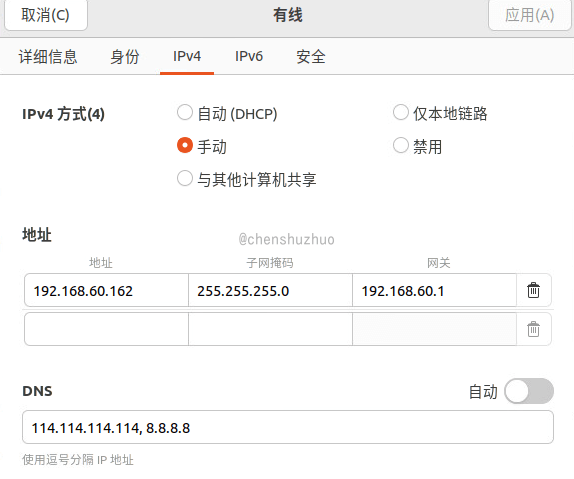 取消(C) 有线 应用(A)
详细信息 身份 IPv4 IPv6 安全
IPv4 方式(4) 自动 (DHCP) 仅本地链路
手动 禁用
与其他计算机共享
地址
@chenshuzhuo
地址 子网掩码 网关
192.168.60.162 255.255.255.0 192.168.60.1
DNS 自动
114.114.114.114, 8.8.8.8
使用逗号分隔 IP 地址